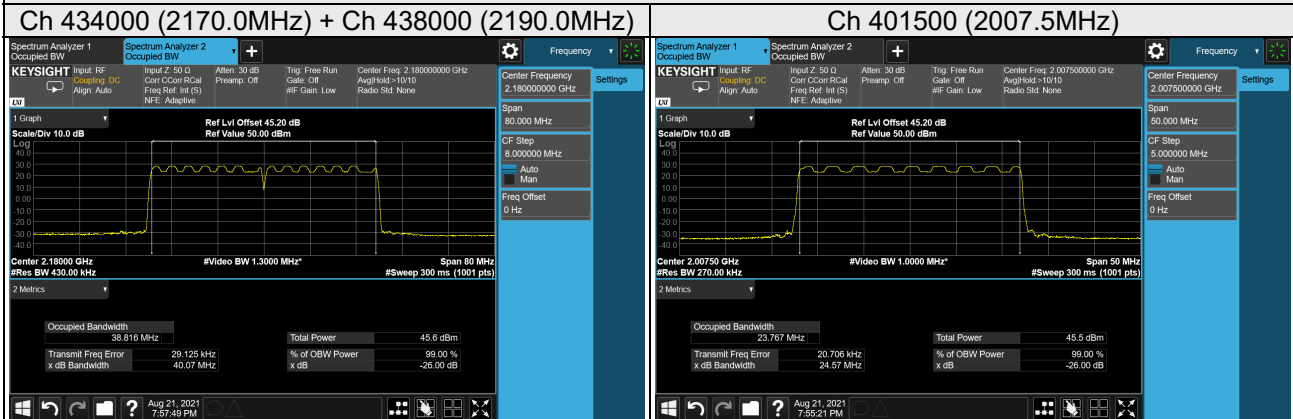 Ch 434000 (2170.0MHz) + Ch 438000 (2190.0MHz)
Spectrum Analyzer 1
Occupied BW
Spectrum Analyzer 2
Occupied BW
+
Frequency
KEYSIGHT
LXI
Input: RF
Coupling: DC
Align: Auto
Input Z: 50 Ω
Corr CCorr RCal
Freq Ref: Int (S)
NFE: Adaptive
Atten: 30 dB
Preamp: Off
Trig: Free Run
Gate: Off
#IF Gain: Low
Center Freq: 2.180000000 GHz
Avg|Hold:>10/10
Radio Std: None
Center Frequency
2.180000000 GHz
Settings
Span
80.000 MHz
CF Step
8.000000 MHz
Auto
Man
Freq Offset
0 Hz
1 Graph
Scale/Div 10.0 dB
Ref Lvl Offset 45.20 dB
Ref Value 50.00 dBm
Log
40.0
30.0
20.0
10.0
0.00
-10.0
-20.0
-30.0
-40.0
Center 2.18000 GHz
#Res BW 430.00 kHz
#Video BW 1.3000 MHz*
Span 80 MHz
#Sweep 300 ms (1001 pts)
2 Metrics
Occupied Bandwidth
38.816 MHz
Total Power 45.6 dBm
Transmit Freq Error 29.125 kHz
% of OBW Power 99.00 %
x dB Bandwidth 40.07 MHz
x dB -26.00 dB
?
Aug 21, 2021
7:57:49 PM
Ch 401500 (2007.5MHz)
Spectrum Analyzer 1
Occupied BW
Spectrum Analyzer 2
Occupied BW
+
Frequency
KEYSIGHT
LXI
Input: RF
Coupling: DC
Align: Auto
Input Z: 50 Ω
Corr CCorr RCal
Freq Ref: Int (S)
NFE: Adaptive
Atten: 30 dB
Preamp: Off
Trig: Free Run
Gate: Off
#IF Gain: Low
Center Freq: 2.007500000 GHz
Avg|Hold:>10/10
Radio Std: None
Center Frequency
2.007500000 GHz
Settings
Span
50.000 MHz
CF Step
5.000000 MHz
Auto
Man
Freq Offset
0 Hz
1 Graph
Scale/Div 10.0 dB
Ref Lvl Offset 45.20 dB
Ref Value 50.00 dBm
Log
40.0
30.0
20.0
10.0
0.00
-10.0
-20.0
-30.0
-40.0
Center 2.00750 GHz
#Res BW 270.00 kHz
#Video BW 1.0000 MHz*
Span 50 MHz
#Sweep 300 ms (1001 pts)
2 Metrics
Occupied Bandwidth
23.767 MHz
Total Power 45.5 dBm
Transmit Freq Error 20.706 kHz
% of OBW Power 99.00 %
x dB Bandwidth 24.57 MHz
x dB -26.00 dB
?
Aug 21, 2021
7:55:21 PM